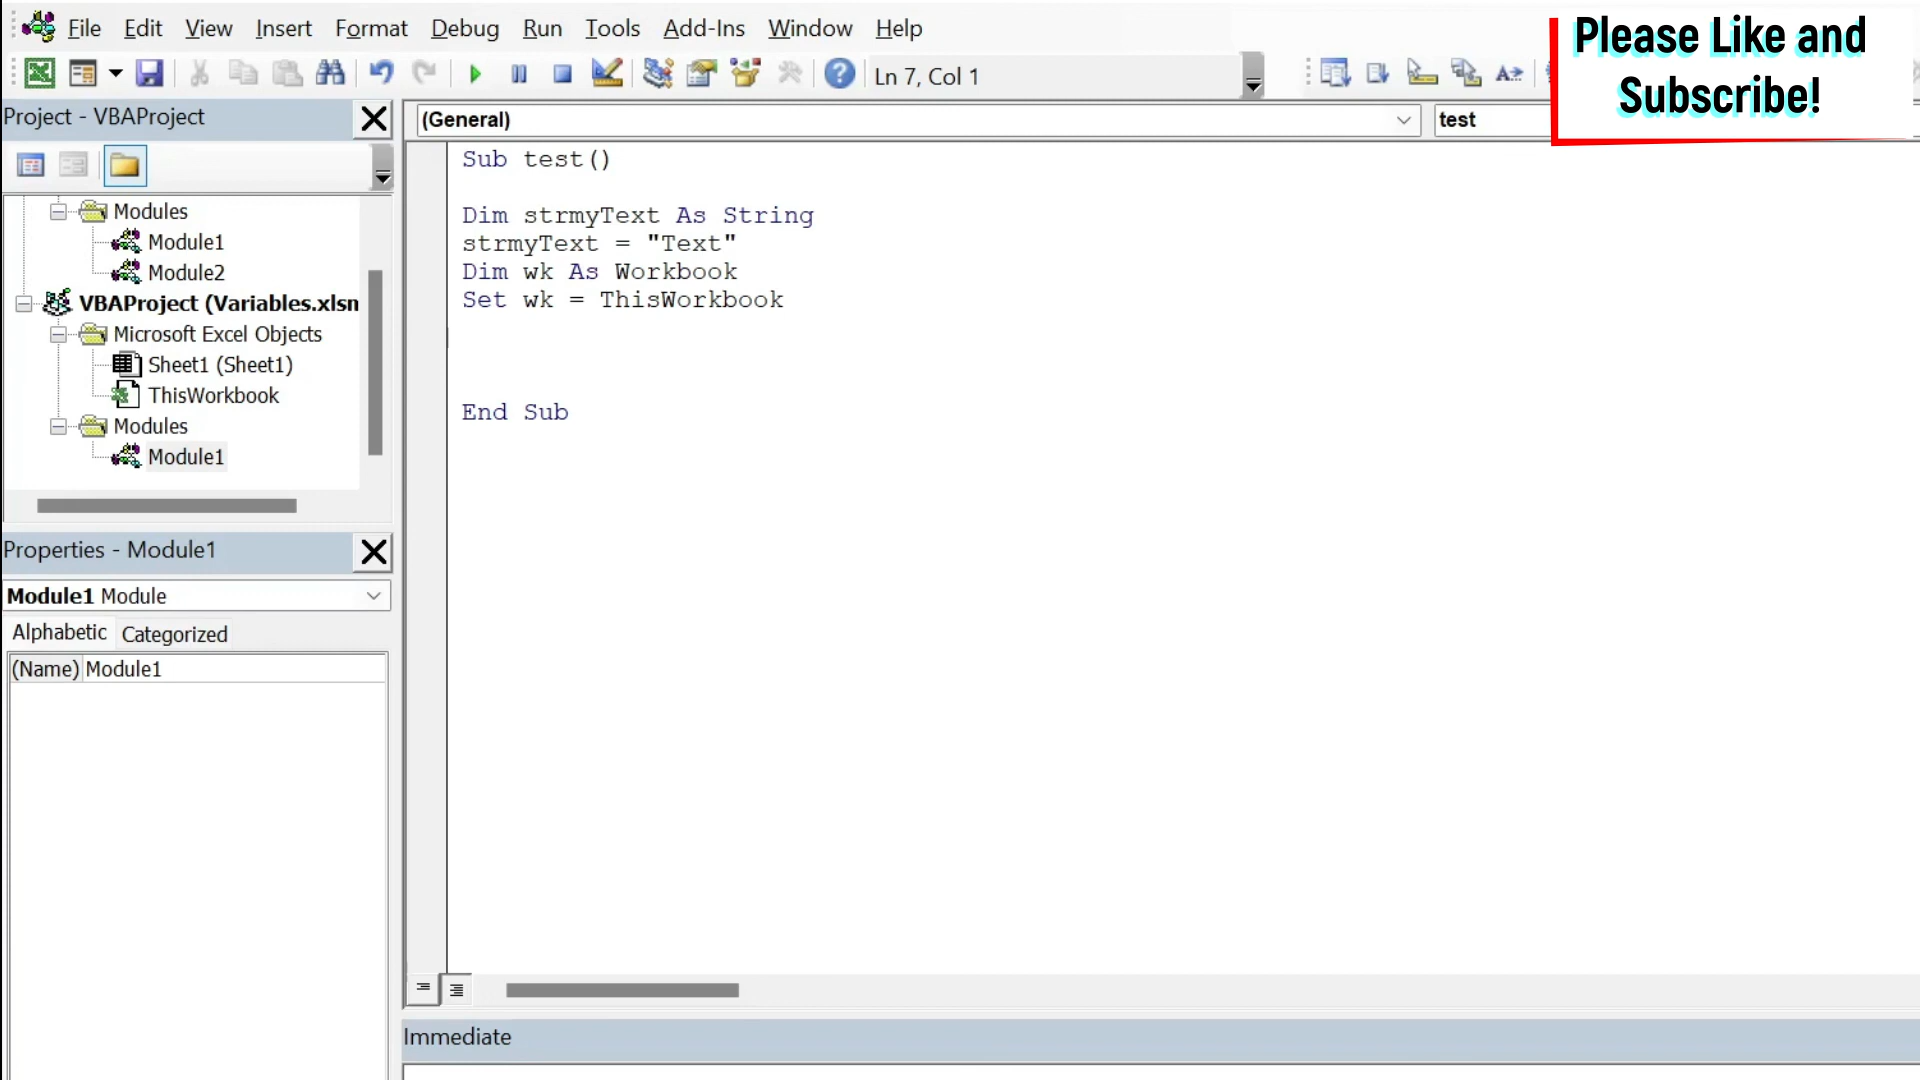 File Edit View Insert Format Debug Run Tools Add-Ins Window Help
Please Like and
Subscribe!
Ln 7, Col 1
Project - VBAProject
(General)
test
Modules
Module1
Module2
VBAProject (Variables.xlsm
Microsoft Excel Objects
Sheet1 (Sheet1)
ThisWorkbook
Modules
Module1
Sub test()
Dim strmyText As String
strmyText = "Text"
Dim wk As Workbook
Set wk = ThisWorkbook
End Sub
Properties - Module1
Module1 Module
Alphabetic Categorized
(Name) Module1
Immediate